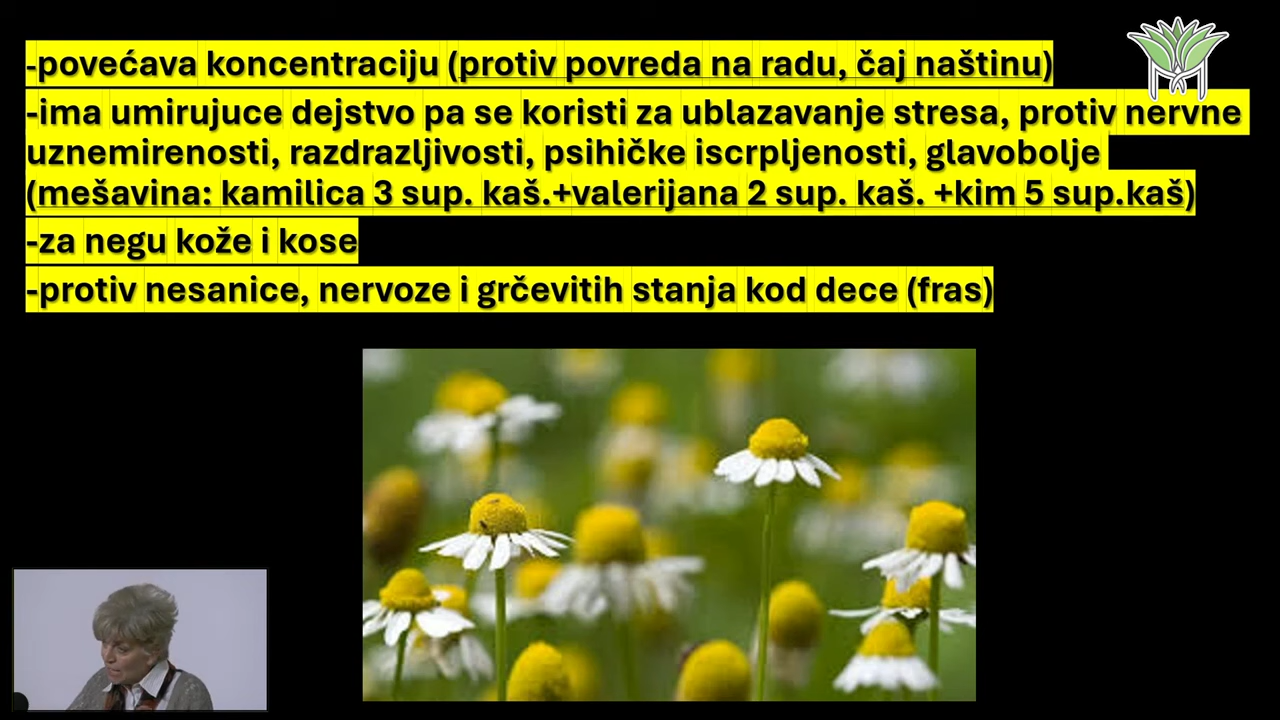 -povećava koncentraciju (protiv povreda na radu, čaj naštinu)
-ima umirujuce dejstvo pa se koristi za ublazavanje stresa, protiv nervne
uznemirenosti, razdrazljivosti, psihičke iscrpljenosti, glavobolje
(mešavina: kamilica 3 sup. kaš.+valerijana 2 sup. kaš. +kim 5 sup.kaš)
-za negu kože i kose
-protiv nesanice, nervoze i grčevitih stanja kod dece (fras)